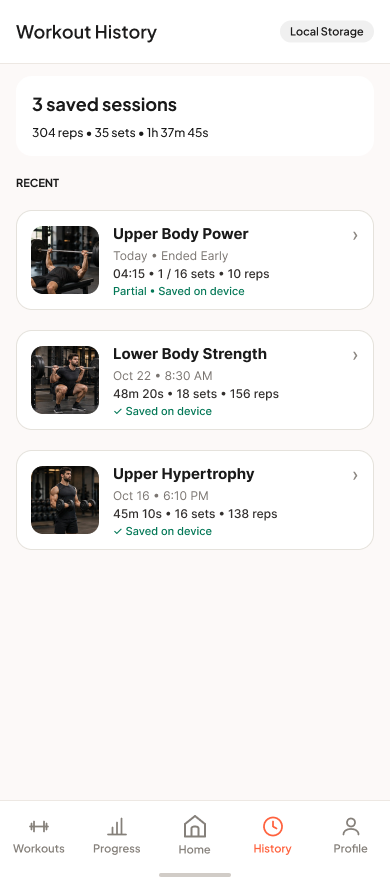 Workout History
Local Storage
3 saved sessions
304 reps • 35 sets • 1h 37m 45s
RECENT
Upper Body Power
Today • Ended Early
04:15 • 1 / 16 sets • 10 reps
Partial • Saved on device
Lower Body Strength
Oct 22 • 8:30 AM
48m 20s • 18 sets • 156 reps
✓ Saved on device
Upper Hypertrophy
Oct 16 • 6:10 PM
45m 10s • 16 sets • 138 reps
✓ Saved on device
Workouts
Progress
Home
History
Profile